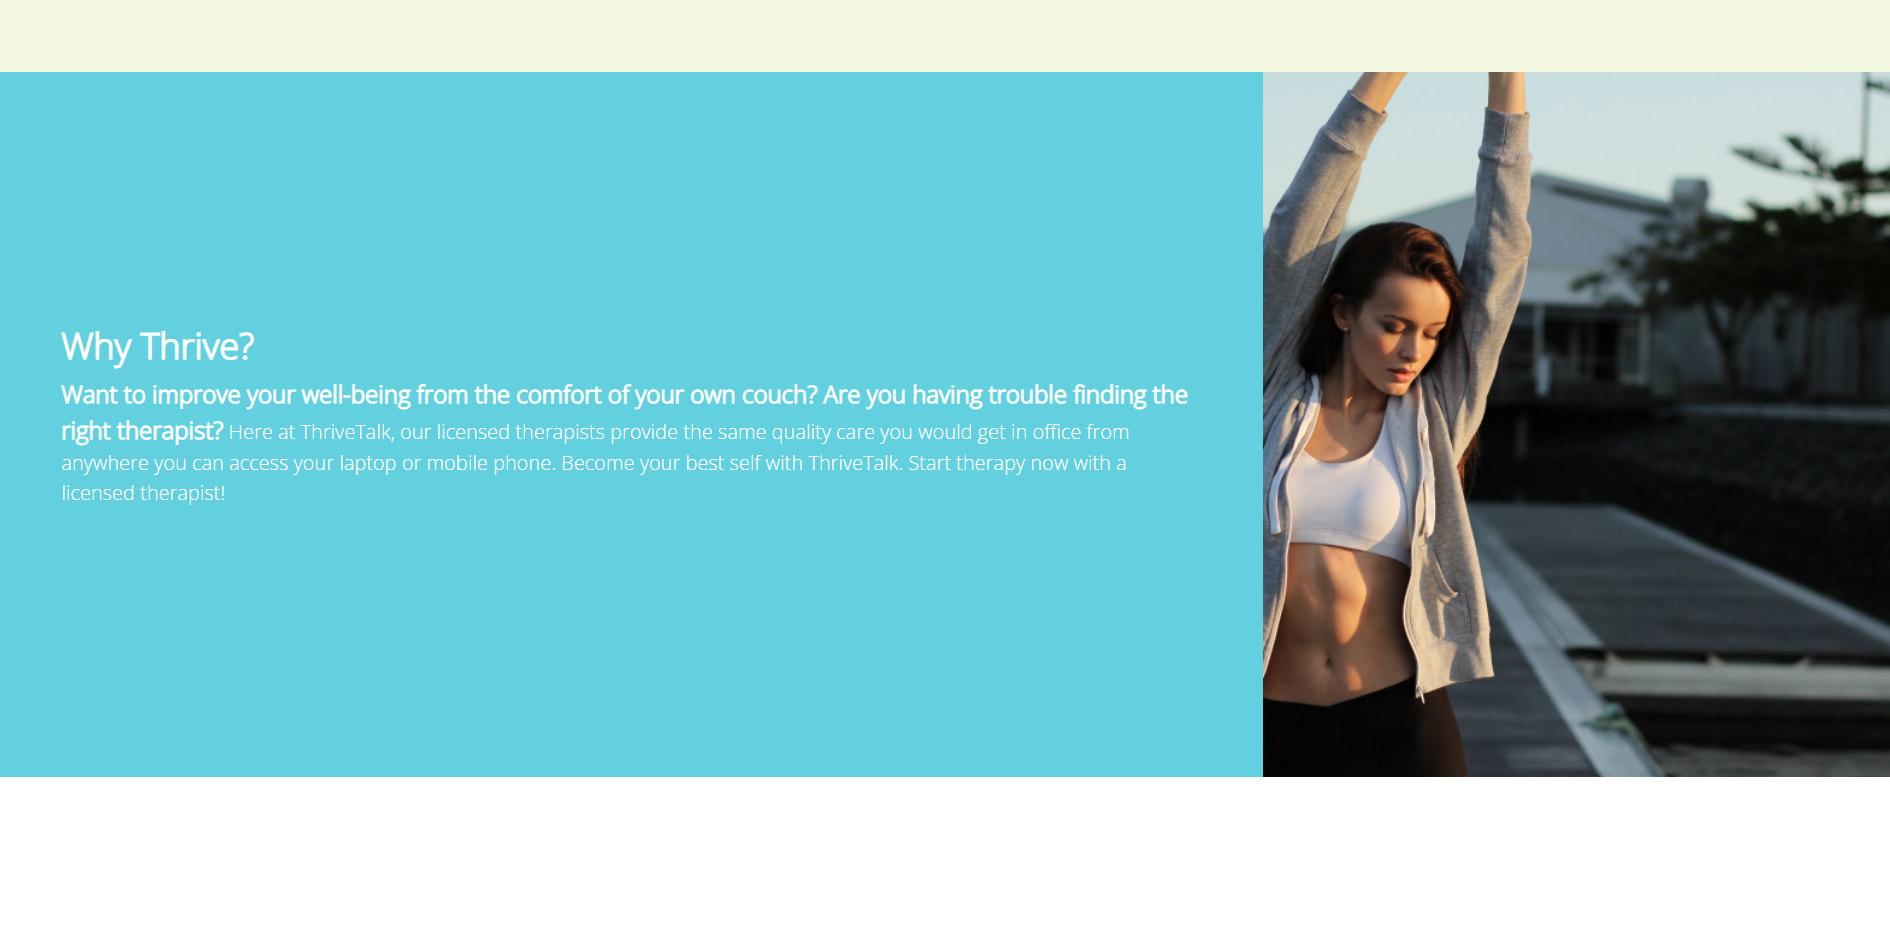 Why Thrive?
Want to improve your well-being from the comfort of your own couch? Are you having trouble finding the
right therapist? Here at ThriveTalk, our licensed therapists provide the same quality care you would get in office from
anywhere you can access your laptop or mobile phone. Become your best self with ThriveTalk. Start therapy now with a
licensed therapist!